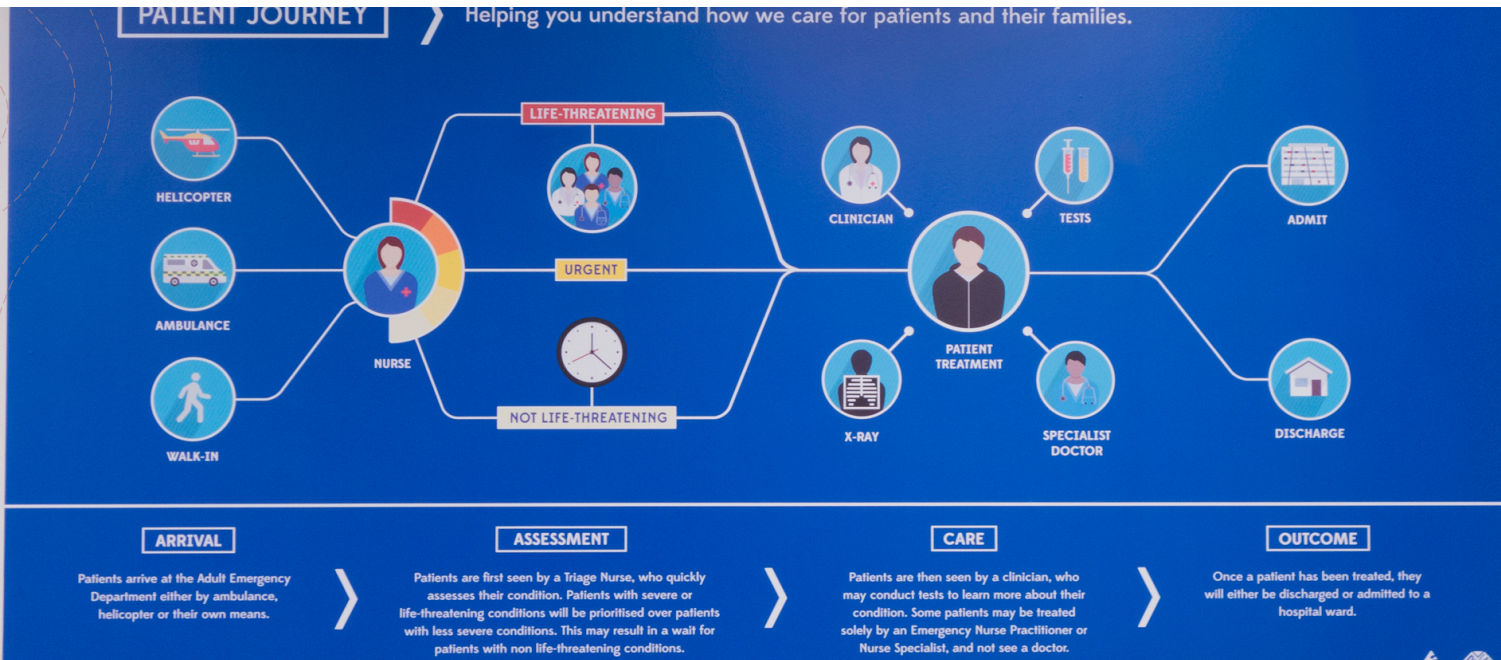 PATIENT JOURNEY
Helping you understand how we care for patients and their families.
LIFE-THREATENING
HELICOPTER
CLINICIAN
TESTS
ADMIT
URGENT
AMBULANCE
NURSE
PATIENT
TREATMENT
NOT LIFE-THREATENING
WALK-IN
X-RAY
SPECIALIST
DOCTOR
DISCHARGE
ARRIVAL
Patients arrive at the Adult Emergency
Department either by ambulance,
helicopter or their own means.
ASSESSMENT
Patients are first seen by a Triage Nurse, who quickly
assesses their condition. Patients with severe or
life-threatening conditions will be prioritised over patients
with less severe conditions. This may result in a wait for
patients with non life-threatening conditions.
CARE
Patients are then seen by a clinician, who
may conduct tests to learn more about their
condition. Some patients may be treated
solely by an Emergency Nurse Practitioner or
Nurse Specialist, and not see a doctor.
OUTCOME
Once a patient has been treated, they
will either be discharged or admitted to a
hospital ward.